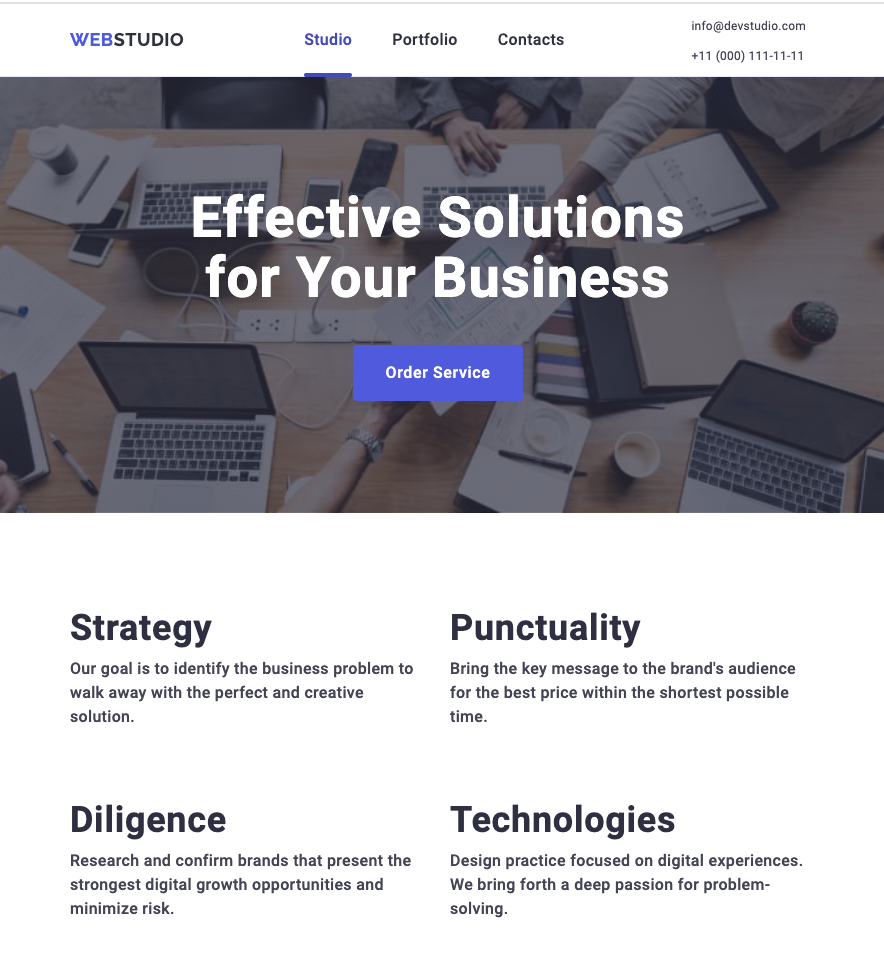 WEBSTUDIO
Studio
Portfolio
Contacts
info@devstudio.com
+11 (000) 111-11-11
Effective Solutions
for Your Business
Order Service
Strategy
Our goal is to identify the business problem to
walk away with the perfect and creative
solution.
Punctuality
Bring the key message to the brand's audience
for the best price within the shortest possible
time.
Diligence
Research and confirm brands that present the
strongest digital growth opportunities and
minimize risk.
Technologies
Design practice focused on digital experiences.
We bring forth a deep passion for problem-
solving.